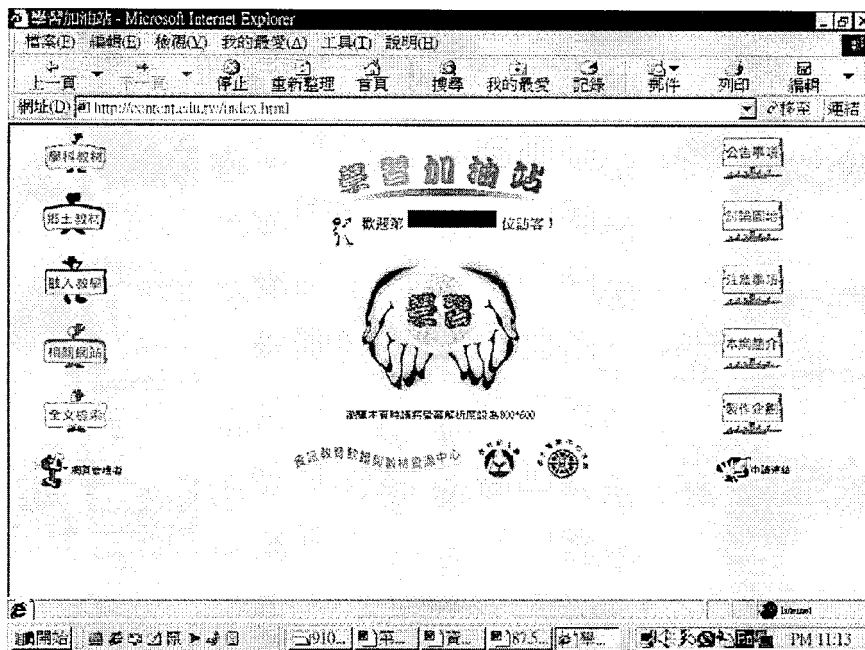 學習加油站 - Microsoft Internet Explorer
檔案(F) 編輯(E) 檢視(V) 我的最愛(A) 工具(T) 說明(H)
上一頁 下一頁 停止 重新整理 首頁 搜尋 我的最愛 記錄 郵件 列印 編輯
網址(D) http://content.edu.tw/index.html 移至 連結
學科教材
鄉土教材
融入教學
相關網站
全文檢索
網頁管理者
學習加油站
歡迎第 位訪客!
學習
瀏覽本頁時請將螢幕解析度設為800*600
資訊教育軟體與教材資源中心
公告事項
討論園地
注意事項
本網簡介
製作企劃
申請連結
Internet
開始 910... 第... 資... 875... 學... PM 11:13